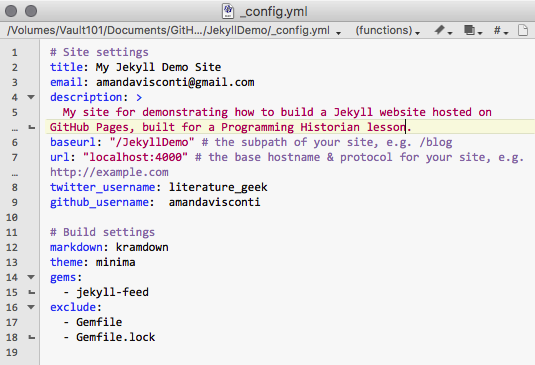 _config.yml
/Volumes/Vault101/Documents/GitH.../JekyllDemo/_config.yml (functions) #
1 # Site settings
2 title: My Jekyll Demo Site
3 email: amandavisconti@gmail.com
4 description: >
5 My site for demonstrating how to build a Jekyll website hosted on
… GitHub Pages, built for a Programming Historian lesson.
6 baseurl: "/JekyllDemo" # the subpath of your site, e.g. /blog
7 url: "localhost:4000" # the base hostname & protocol for your site, e.g.
… http://example.com
8 twitter_username: literature_geek
9 github_username:  amandavisconti
10
11 # Build settings
12 markdown: kramdown
13 theme: minima
14 gems:
15 - jekyll-feed
16 exclude:
17 - Gemfile
18 - Gemfile.lock
19